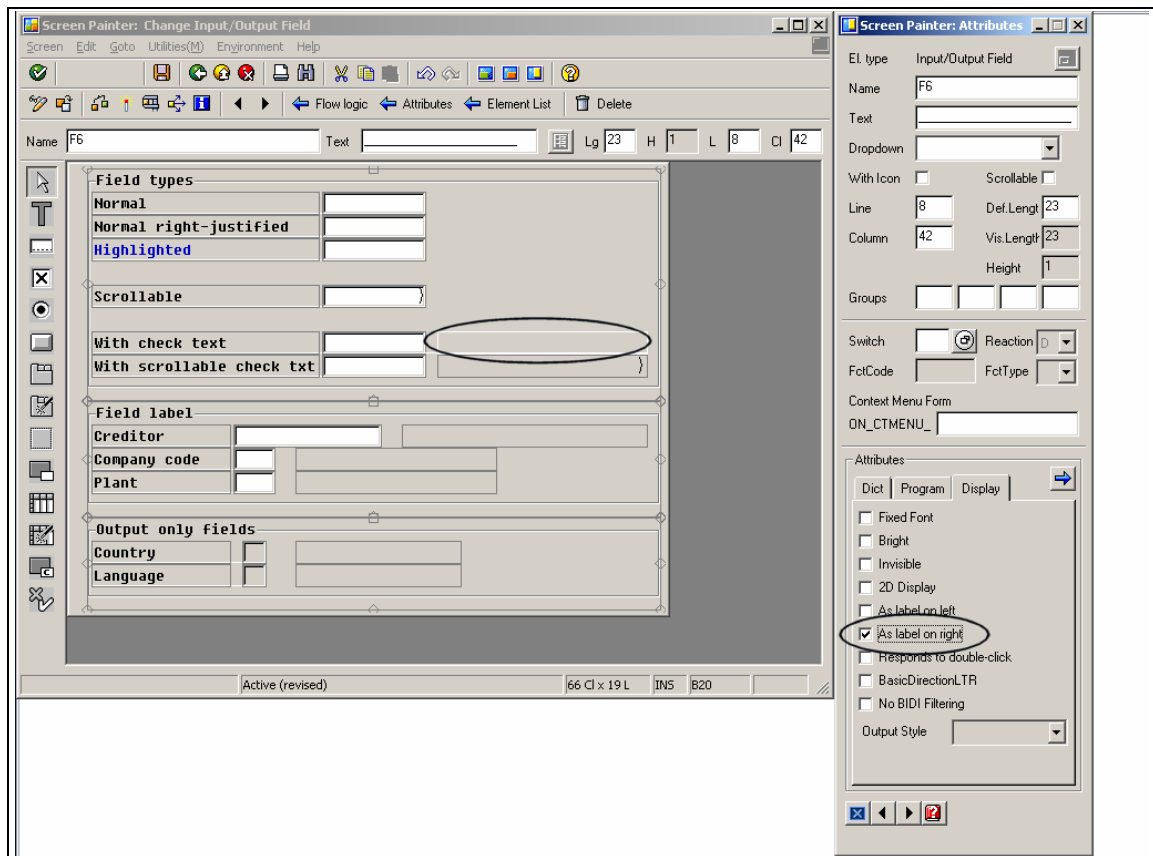 Screen Painter: Change Input/Output Field
Screen Edit Goto Utilities(M) Environment Help
Flow logic Attributes Element List Delete
Name F6 Text Lg 23 H 1 L 8 Cl 42
Field types
Normal
Normal right-justified
Highlighted
Scrollable
With check text
With scrollable check txt
Field label
Creditor
Company code
Plant
Output only fields
Country
Language
Active (revised) 66 Cl x 19 L INS B20
Screen Painter: Attributes
El. type Input/Output Field
Name F6
Text
Dropdown
With Icon Scrollable
Line 8 Def.Lengt 23
Column 42 Vis.Lengtl 23
Height 1
Groups
Switch Reaction D
FctCode FctType
Context Menu Form
ON_CTMENU_
Attributes
Dict Program Display
Fixed Font
Bright
Invisible
2D Display
As label on left
As label on right
Responds to double-click
BasicDirectionLTR
No BIDI Filtering
Output Style